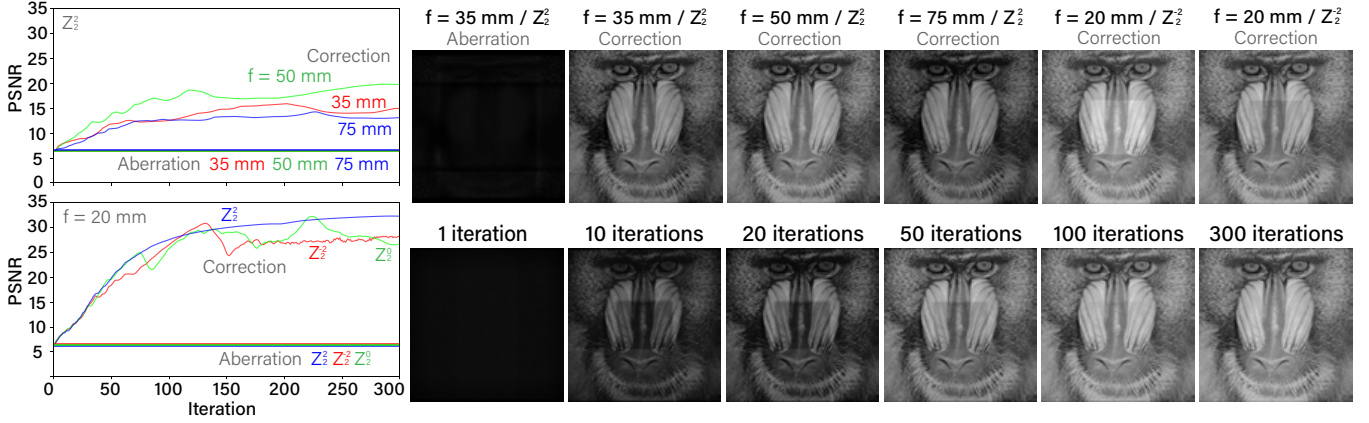 35
30
25
20
15
10
5
0
PSNR
Z₂²
Correction
f = 50 mm
35 mm
75 mm
Aberration 35 mm 50 mm 75 mm
35
30
25
20
15
10
5
PSNR
f = 20 mm
Z₂²
Correction
Z₂⁻²
Z₂⁰
Aberration Z₂² Z₂⁻² Z₂⁰
0 50 100 150 200 250 300
Iteration
f = 35 mm / Z₂²
Aberration
f = 35 mm / Z₂²
Correction
f = 50 mm / Z₂²
Correction
f = 75 mm / Z₂²
Correction
f = 20 mm / Z₂⁻²
Correction
f = 20 mm / Z₂⁻²
Correction
1 iteration
10 iterations
20 iterations
50 iterations
100 iterations
300 iterations